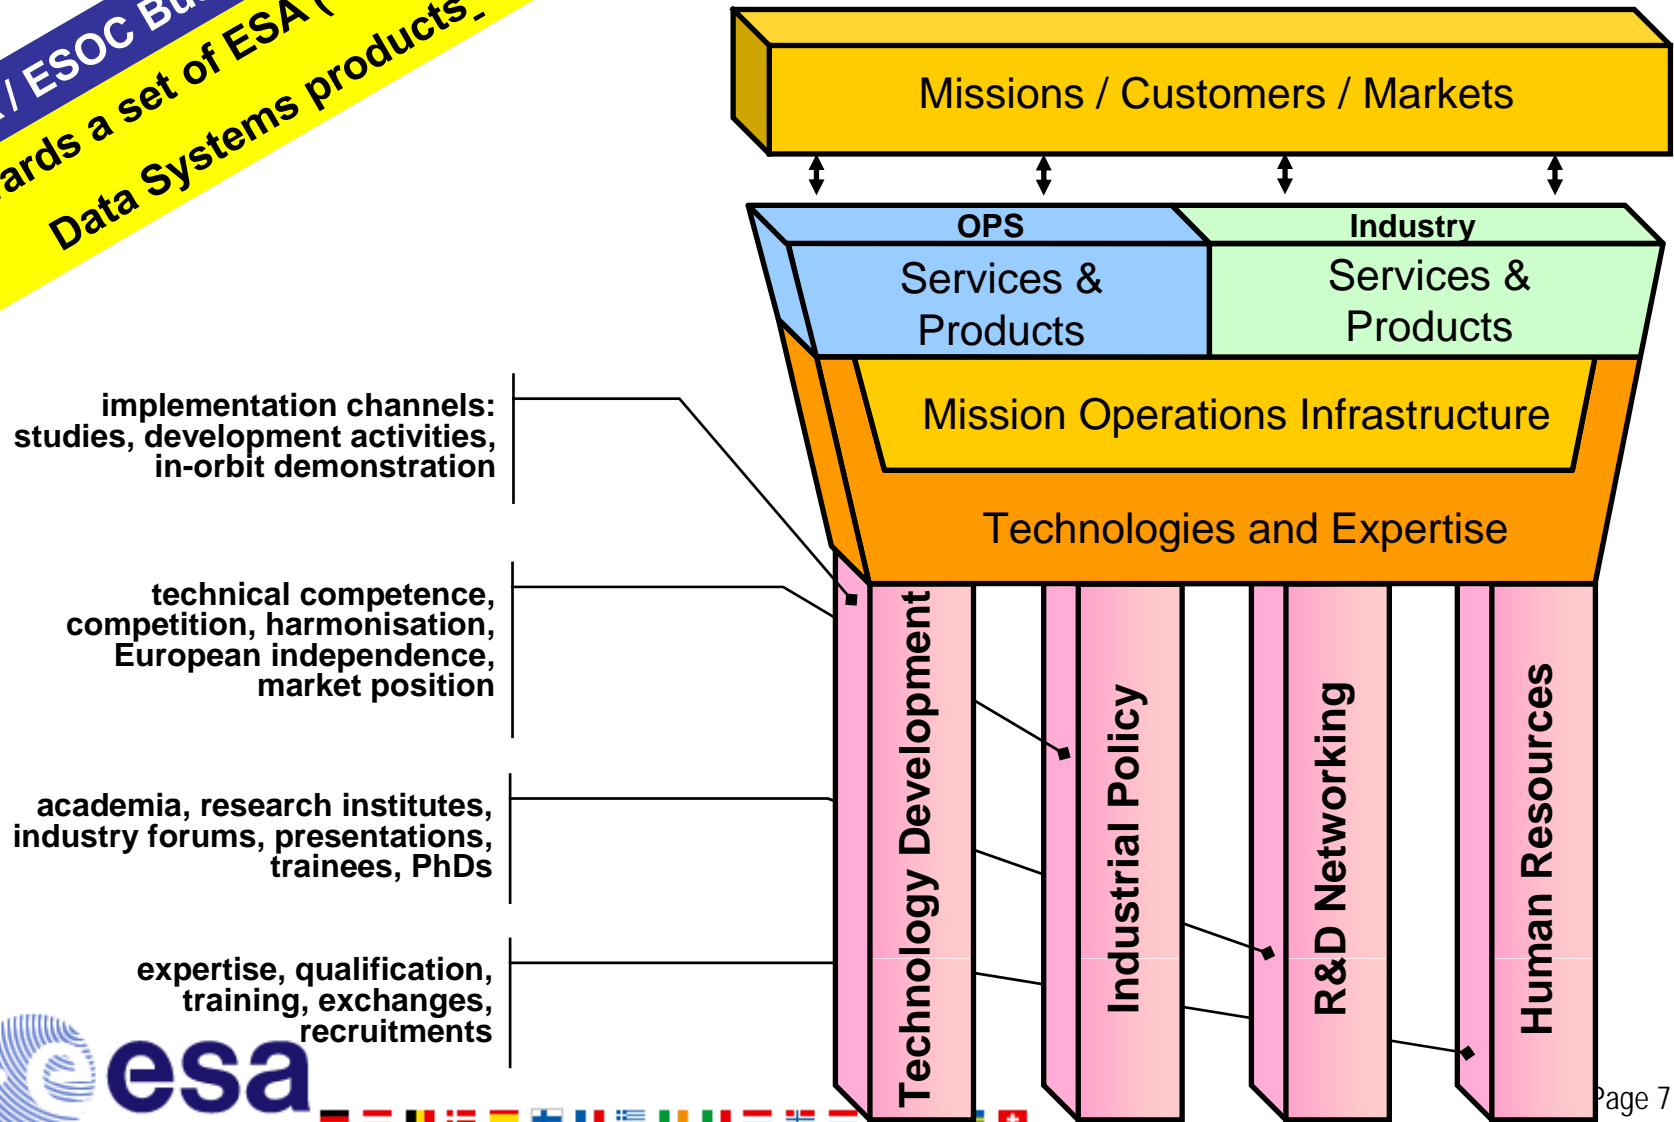 / ESOC
ards a set of ESA (
Data Systems products
Missions / Customers / Markets
OPS
Services &
Products
Industry
Services &
Products
Mission Operations Infrastructure
Technologies and Expertise
implementation channels:
studies, development activities,
in-orbit demonstration
technical competence,
competition, harmonisation,
European independence,
market position
academia, research institutes,
industry forums, presentations,
trainees, PhDs
expertise, qualification,
training, exchanges,
recruitments
Technology Development
Industrial Policy
R&D Networking
Human Resources
esa
Page 7